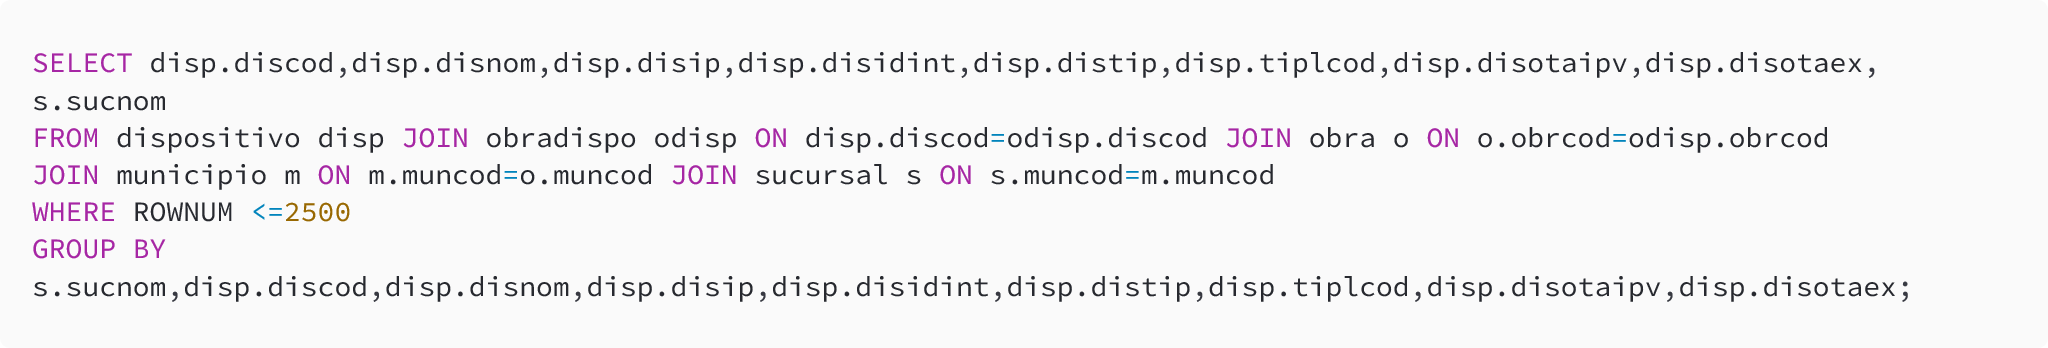 SELECT disp.discod,disp.disnom,disp.disip,disp.disidint,disp.distip,disp.tiplcod,disp.disotaipv,disp.disotaex,
s.sucnom
FROM dispositivo disp JOIN obradispo odisp ON disp.discod=odisp.discod JOIN obra o ON o.obrcod=odisp.obrcod
JOIN municipio m ON m.muncod=o.muncod JOIN sucursal s ON s.muncod=m.muncod
WHERE ROWNUM <=2500
GROUP BY
s.sucnom,disp.discod,disp.disnom,disp.disip,disp.disidint,disp.distip,disp.tiplcod,disp.disotaipv,disp.disotaex;